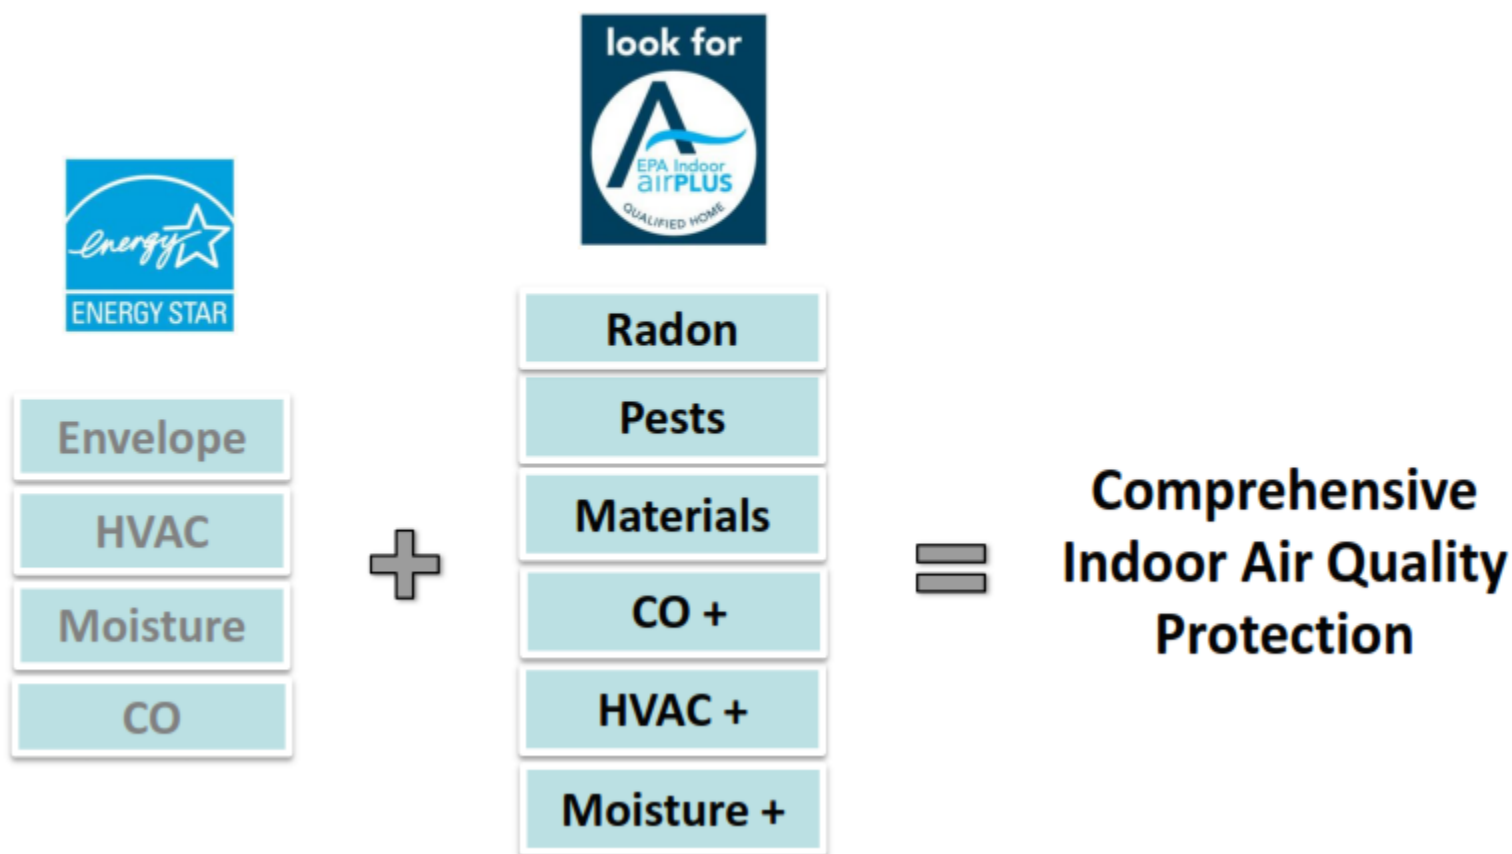 look for
EPA Indoor
airPLUS
QUALIFIED HOME
energy
ENERGY STAR
Envelope
HVAC
Moisture
CO
+
Radon
Pests
Materials
CO +
HVAC +
Moisture +
=
Comprehensive
Indoor Air Quality
Protection